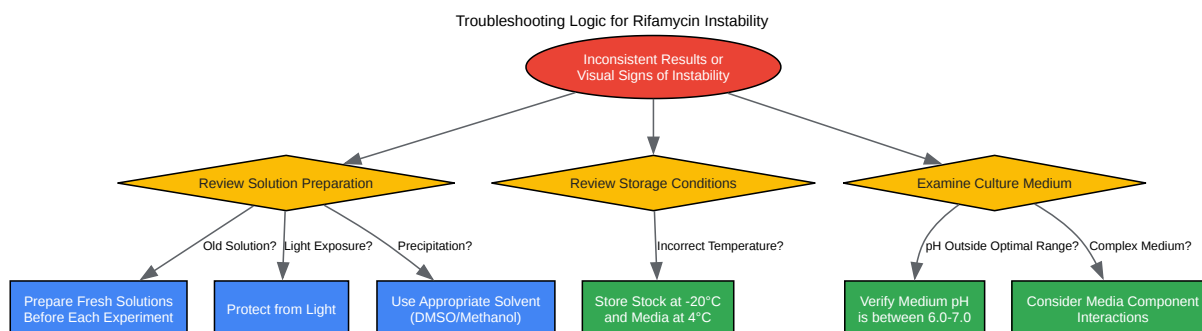 Troubleshooting Logic for Rifamycin Instability
Inconsistent Results or
Visual Signs of Instability
Review Solution Preparation
Review Storage Conditions
Examine Culture Medium
Old Solution?
Light Exposure?
Precipitation?
Incorrect Temperature?
pH Outside Optimal Range?
Complex Medium?
Prepare Fresh Solutions
Before Each Experiment
Protect from Light
Use Appropriate Solvent
(DMSO/Methanol)
Store Stock at -20°C
and Media at 4°C
Verify Medium pH
is between 6.0-7.0
Consider Media Component
Interactions